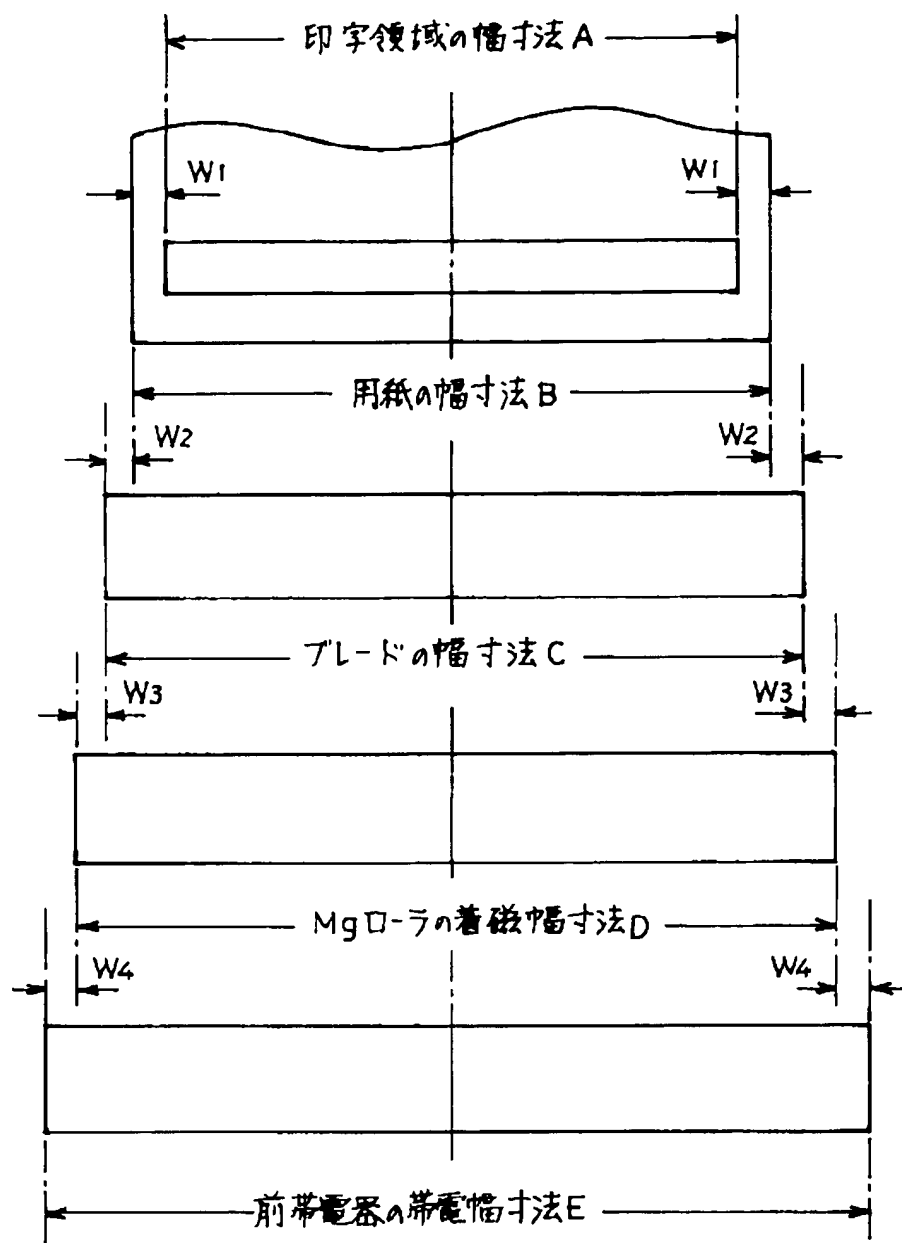 印字領域の幅寸法A
W1 W1
用紙の幅寸法B
W2 W2
ブレードの幅寸法C
W3 W3
Mgローラの着磁幅寸法D
W4 W4
前帯電器の帯電幅寸法E